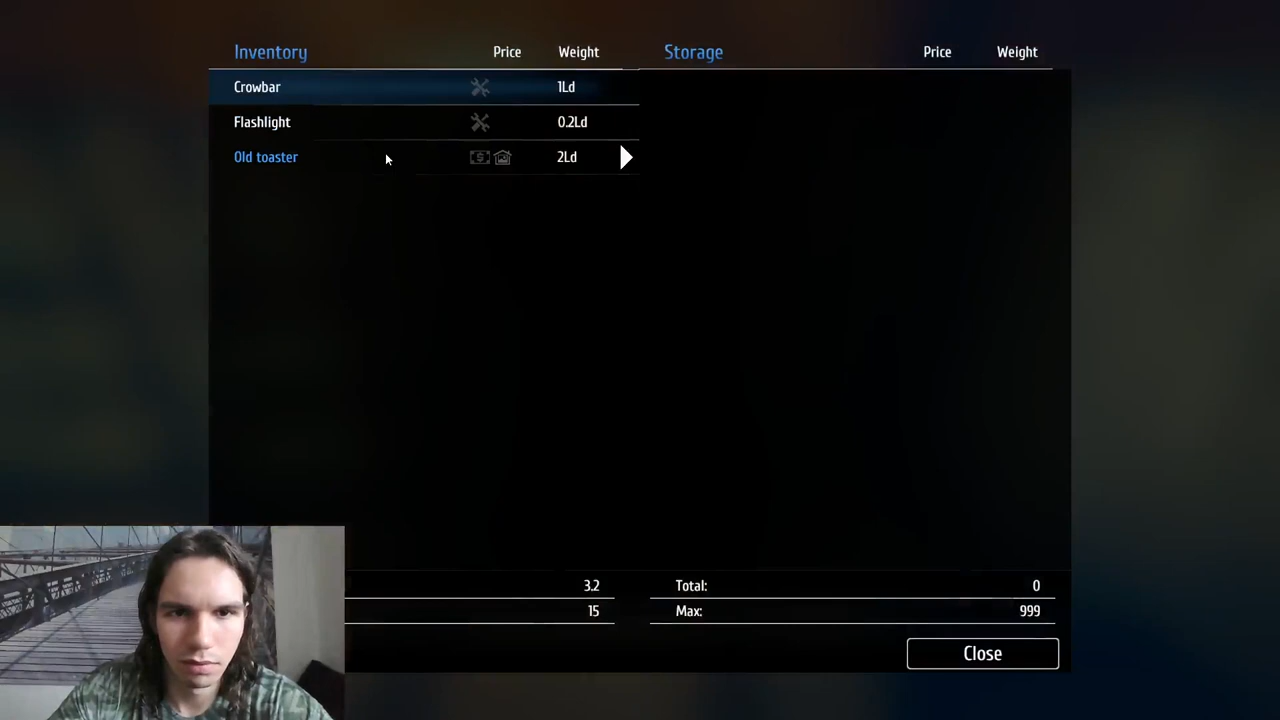 Inventory Price Weight Storage Price Weight
Crowbar 1Ld
Flashlight 0.2Ld
Old toaster 2Ld
3.2 Total: 0
15 Max: 999
Close